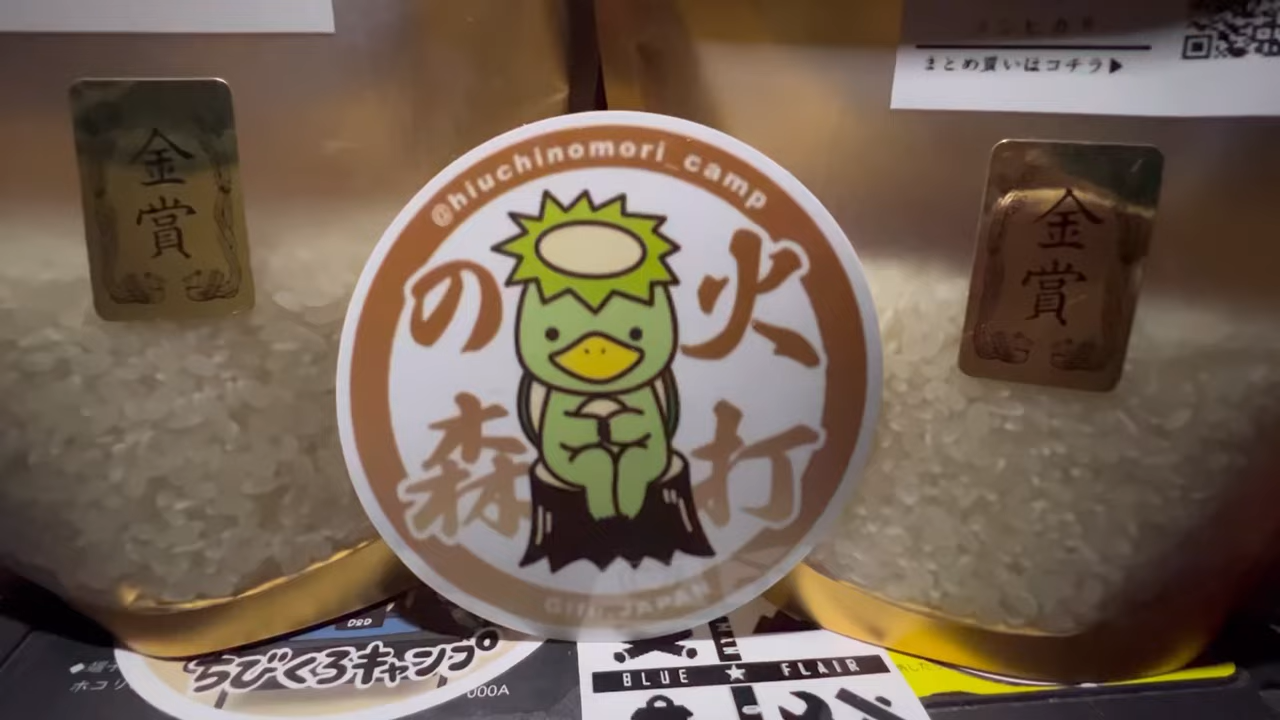 まとめ買いはコチラ▶
金賞
金賞
@hiuchinomori_camp
火打
の森
GIFU.JAPAN
ちびくろキャンプ
000A
BLUE ★ FLAIR